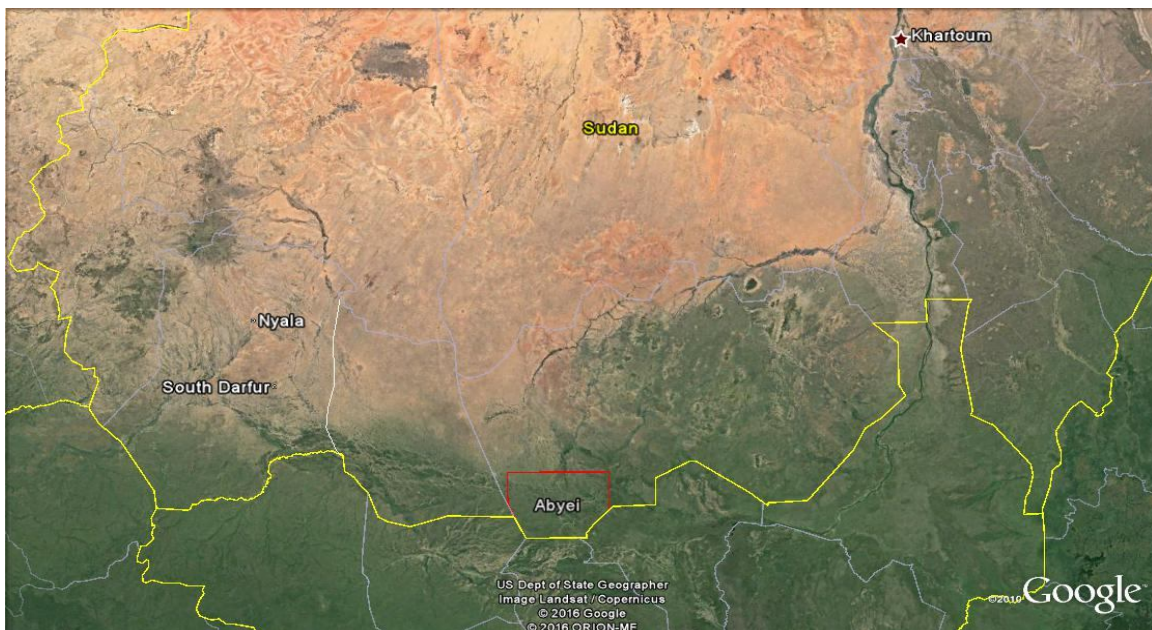 Khartoum
Sudan
Nyala
South Darfur
Abyei
US Dept of State Geographer
Image Landsat / Copernicus
© 2016 Google
© 2016 ORION-ME
©2010 Google